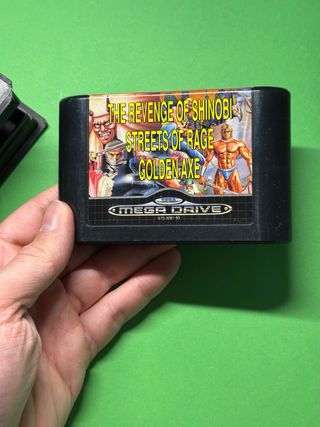 THE REVENGE OF SHINOBI
STREETS OF RAGE
GOLDEN AXE
SEGA
MEGA DRIVE